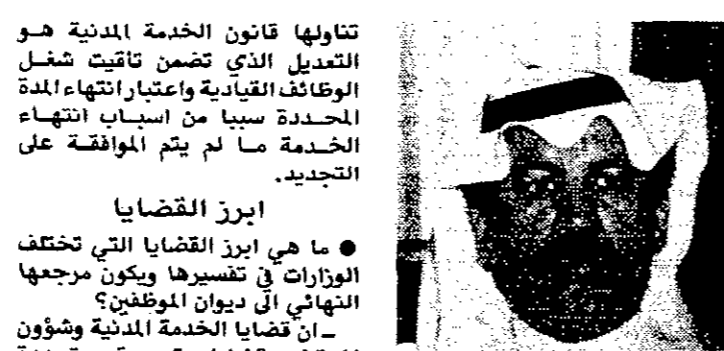 تناولها قانون الخدمة المدنية هو
التعديل الذي تضمن تأقيت شغل
الوظائف القيادية واعتبار انتهاء المدة
المحددة سببا من اسباب انتهاء
الخدمة ما لم يتم الموافقة على
التجديد.
ابرز القضايا
● ما هي ابرز القضايا التي تختلف
الوزارات في تفسيرها ويكون مرجعها
النهائي الى ديوان الموظفين؟
ـ ان قضايا الخدمة المدنية وشؤون